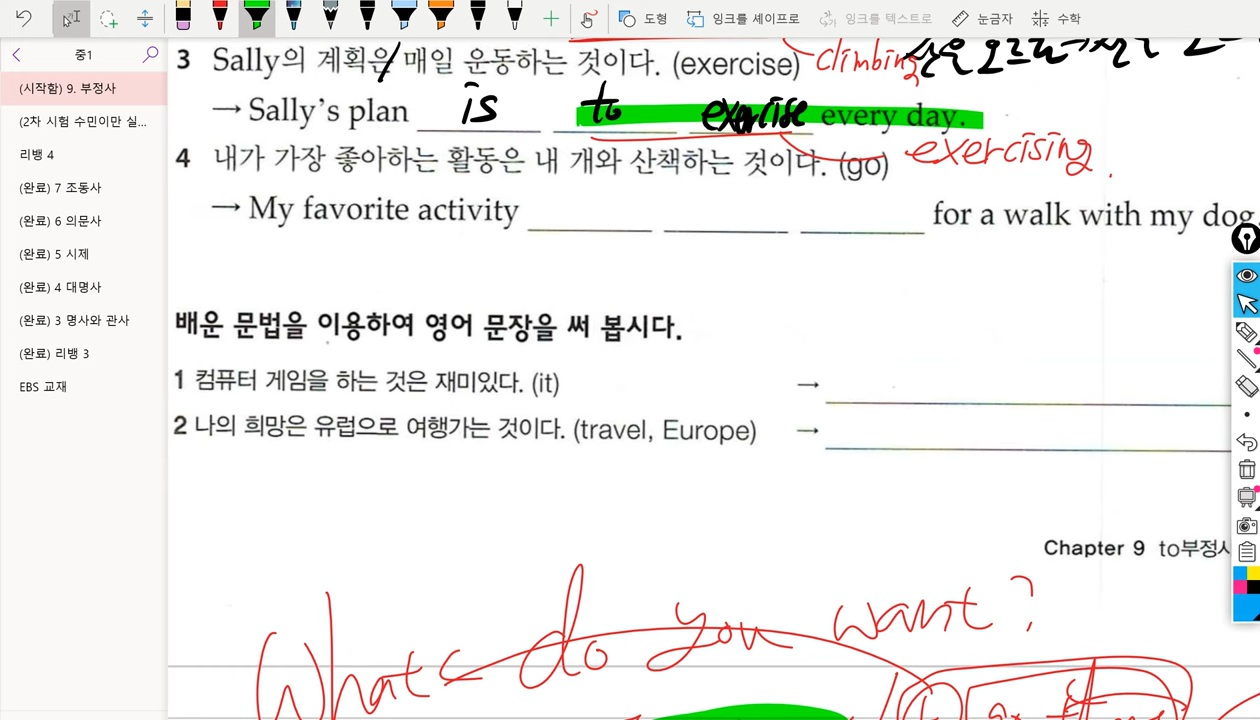 도형 잉크를 셰이프로 잉크를 텍스트로 눈금자 수학
중1
(시작함) 9. 부정사
(2차 시험 수민이만 실...
리뱅 4
(완료) 7 조동사
(완료) 6 의문사
(완료) 5 시제
(완료) 4 대명사
(완료) 3 명사와 관사
(완료) 리뱅 3
EBS 교재
3 Sally의 계획은/ 매일 운동하는 것이다. (exercise) climbing
→ Sally's plan is to exercise every day.
exercising.
4 내가 가장 좋아하는 활동은 내 개와 산책하는 것이다. (go)
→ My favorite activity ______ ______ ______ for a walk with my dog.
배운 문법을 이용하여 영어 문장을 써 봅시다.
1 컴퓨터 게임을 하는 것은 재미있다. (it) →
2 나의 희망은 유럽으로 여행가는 것이다. (travel, Europe) →
Chapter 9 to부정사
What do you want?